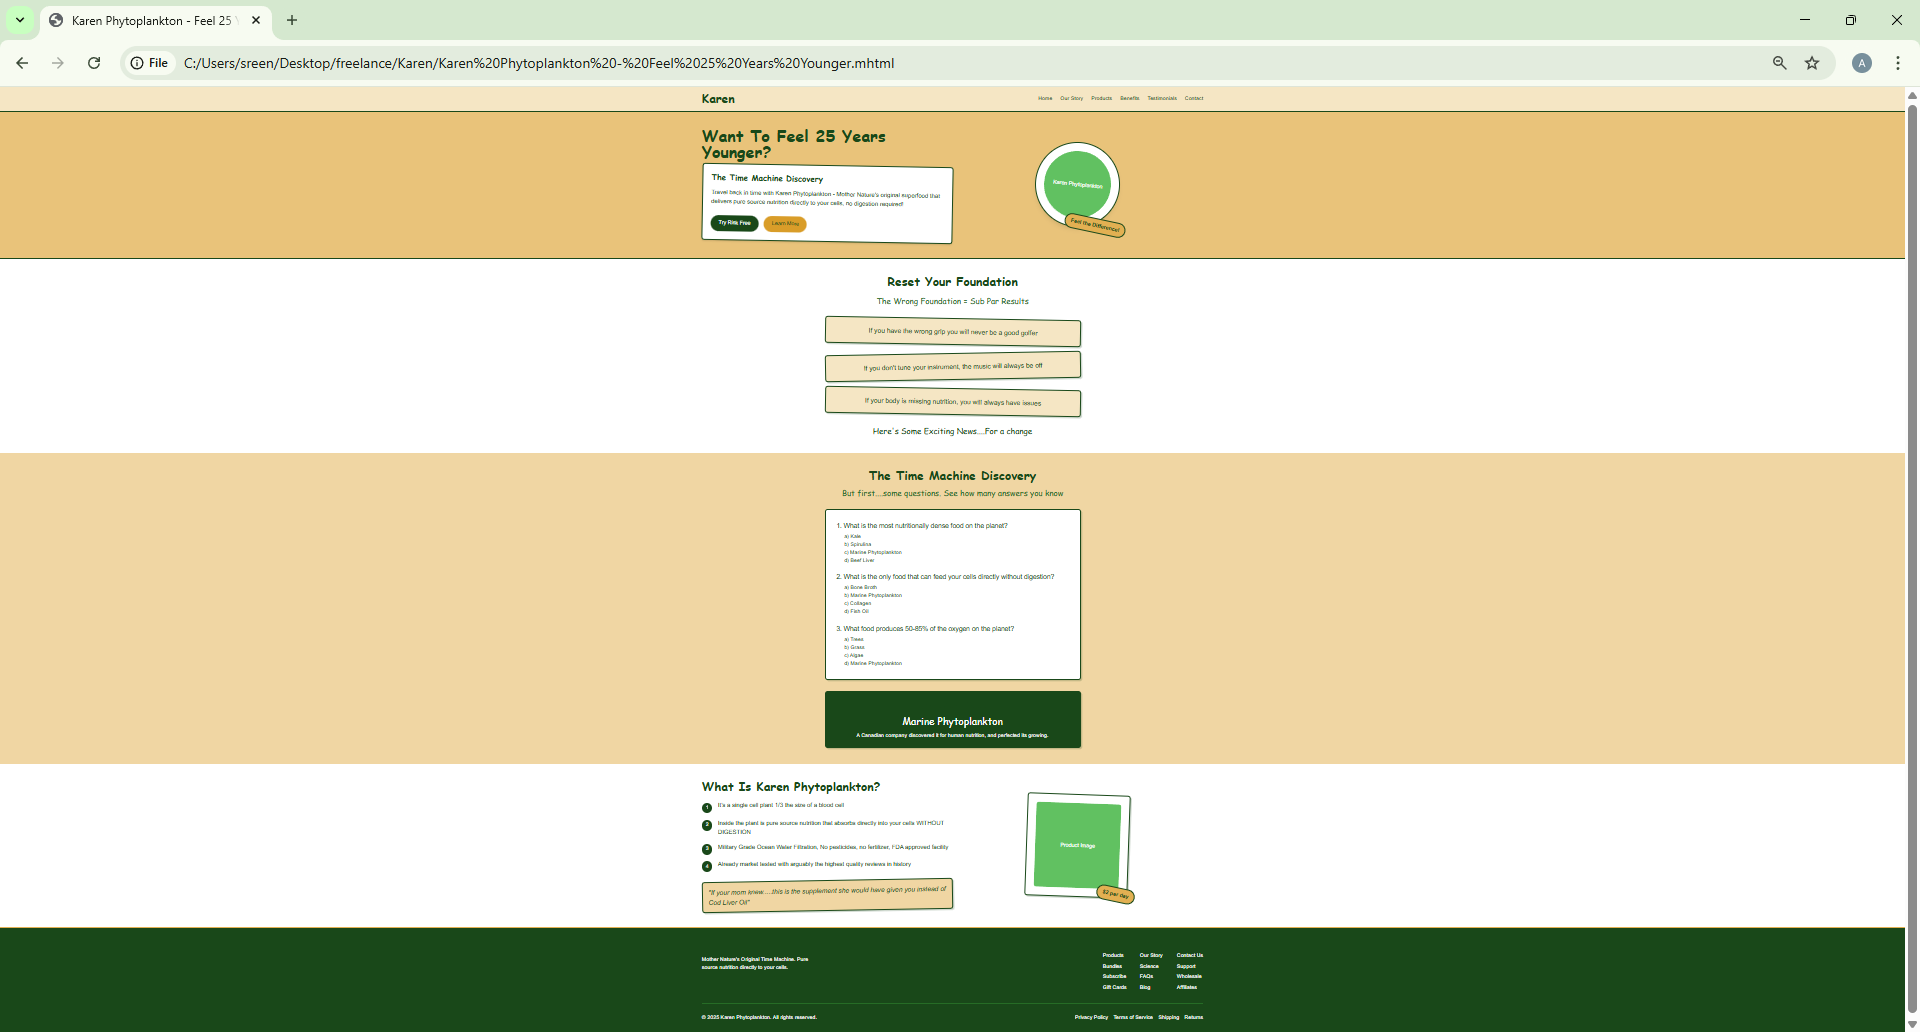 Karen Phytoplankton - Feel 25 Y
File
C:/Users/sreen/Desktop/freelance/Karen/Karen%20Phytoplankton%20-%20Feel%2025%20Years%20Younger.mhtml
A
Karen
Home Our Story Products Benefits Testimonials Contact
Want To Feel 25 Years
Younger?
The Time Machine Discovery
Travel back in time with Karen Phytoplankton - Mother Nature's original superfood that
delivers pure source nutrition directly to your cells, no digestion required!
Try Risk Free Learn More
Karen Phytoplankton
Feel the Difference!
Reset Your Foundation
The Wrong Foundation = Sub Par Results
If you have the wrong grip you will never be a good golfer
If you don't tune your instrument, the music will always be off
If your body is missing nutrition, you will always have issues
Here's Some Exciting News....For a change
The Time Machine Discovery
But first....some questions. See how many answers you know
1. What is the most nutritionally dense food on the planet?
a) Kale
b) Spirulina
c) Marine Phytoplankton
d) Beef Liver
2. What is the only food that can feed your cells directly without digestion?
a) Bone Broth
b) Marine Phytoplankton
c) Collagen
d) Fish Oil
3. What food produces 50-85% of the oxygen on the planet?
a) Trees
b) Grass
c) Algae
d) Marine Phytoplankton
Marine Phytoplankton
A Canadian company discovered it for human nutrition, and perfected its growing.
What Is Karen Phytoplankton?
1 It's a single cell plant 1/3 the size of a blood cell
2 Inside the plant is pure source nutrition that absorbs directly into your cells WITHOUT
DIGESTION
3 Military Grade Ocean Water Filtration, No pesticides, no fertilizer, FDA approved facility
4 Already market tested with arguably the highest quality reviews in history
"If your mom knew.....this is the supplement she would have given you instead of
Cod Liver Oil"
Product Image
$2 per day
Mother Nature's Original Time Machine. Pure
source nutrition directly to your cells.
Products Our Story Contact Us
Bundles Science Support
Subscribe FAQs Wholesale
Gift Cards Blog Affiliates
© 2025 Karen Phytoplankton. All rights reserved.
Privacy Policy Terms of Service Shipping Returns